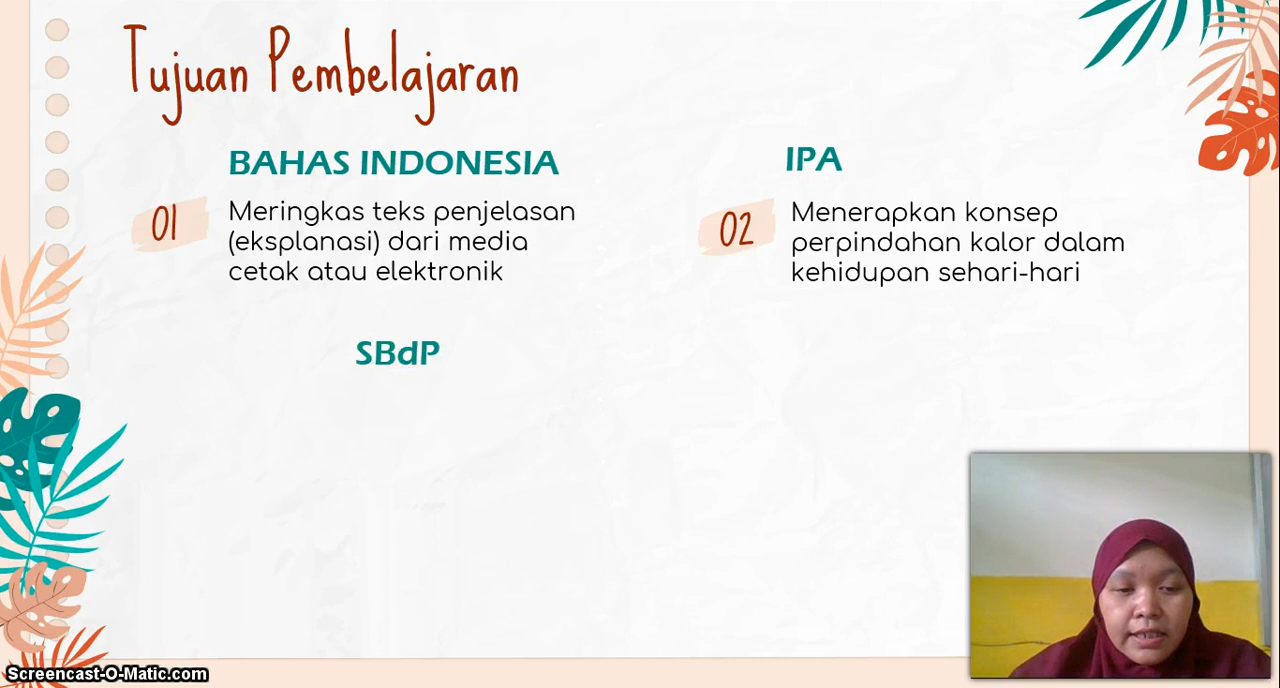 Tujuan Pembelajaran
BAHAS INDONESIA
01
Meringkas teks penjelasan
(eksplanasi) dari media
cetak atau elektronik
IPA
02
Menerapkan konsep
perpindahan kalor dalam
kehidupan sehari-hari
SBdP
Screencast-O-Matic.com